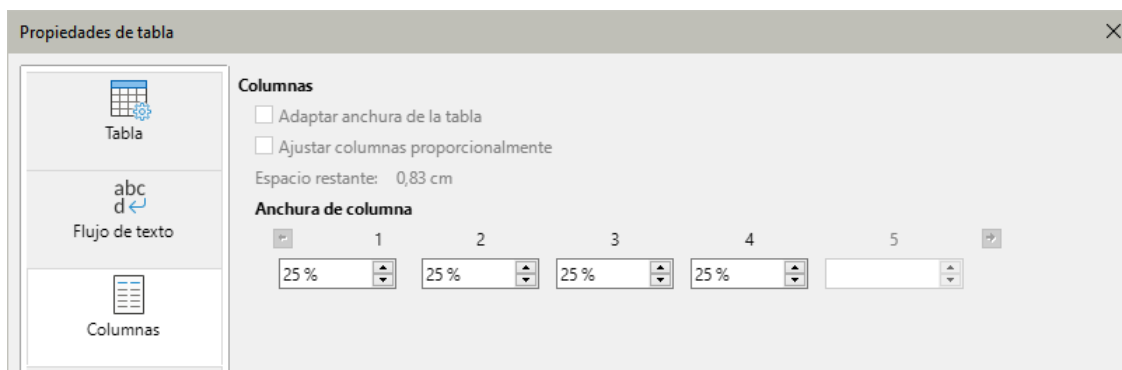 Propiedades de tabla
Tabla
abc
d
Flujo de texto
Columnas
Columnas
Adaptar anchura de la tabla
Ajustar columnas proporcionalmente
Espacio restante: 0,83 cm
Anchura de columna
1 2 3 4 5
25 % 25 % 25 % 25 %